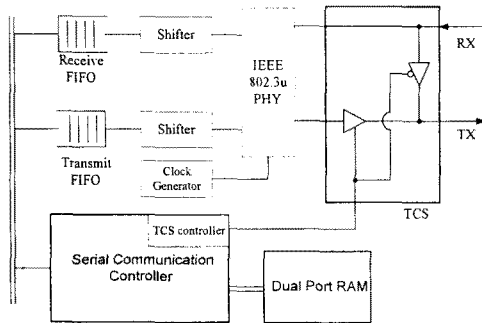 Receive
FIFO
Shifter
IEEE
802.3u
PHY
RX
Transmit
FIFO
Shifter
TX
Clock
Generator
TCS
TCS controller
Serial Communication
Controller
Dual Port RAM